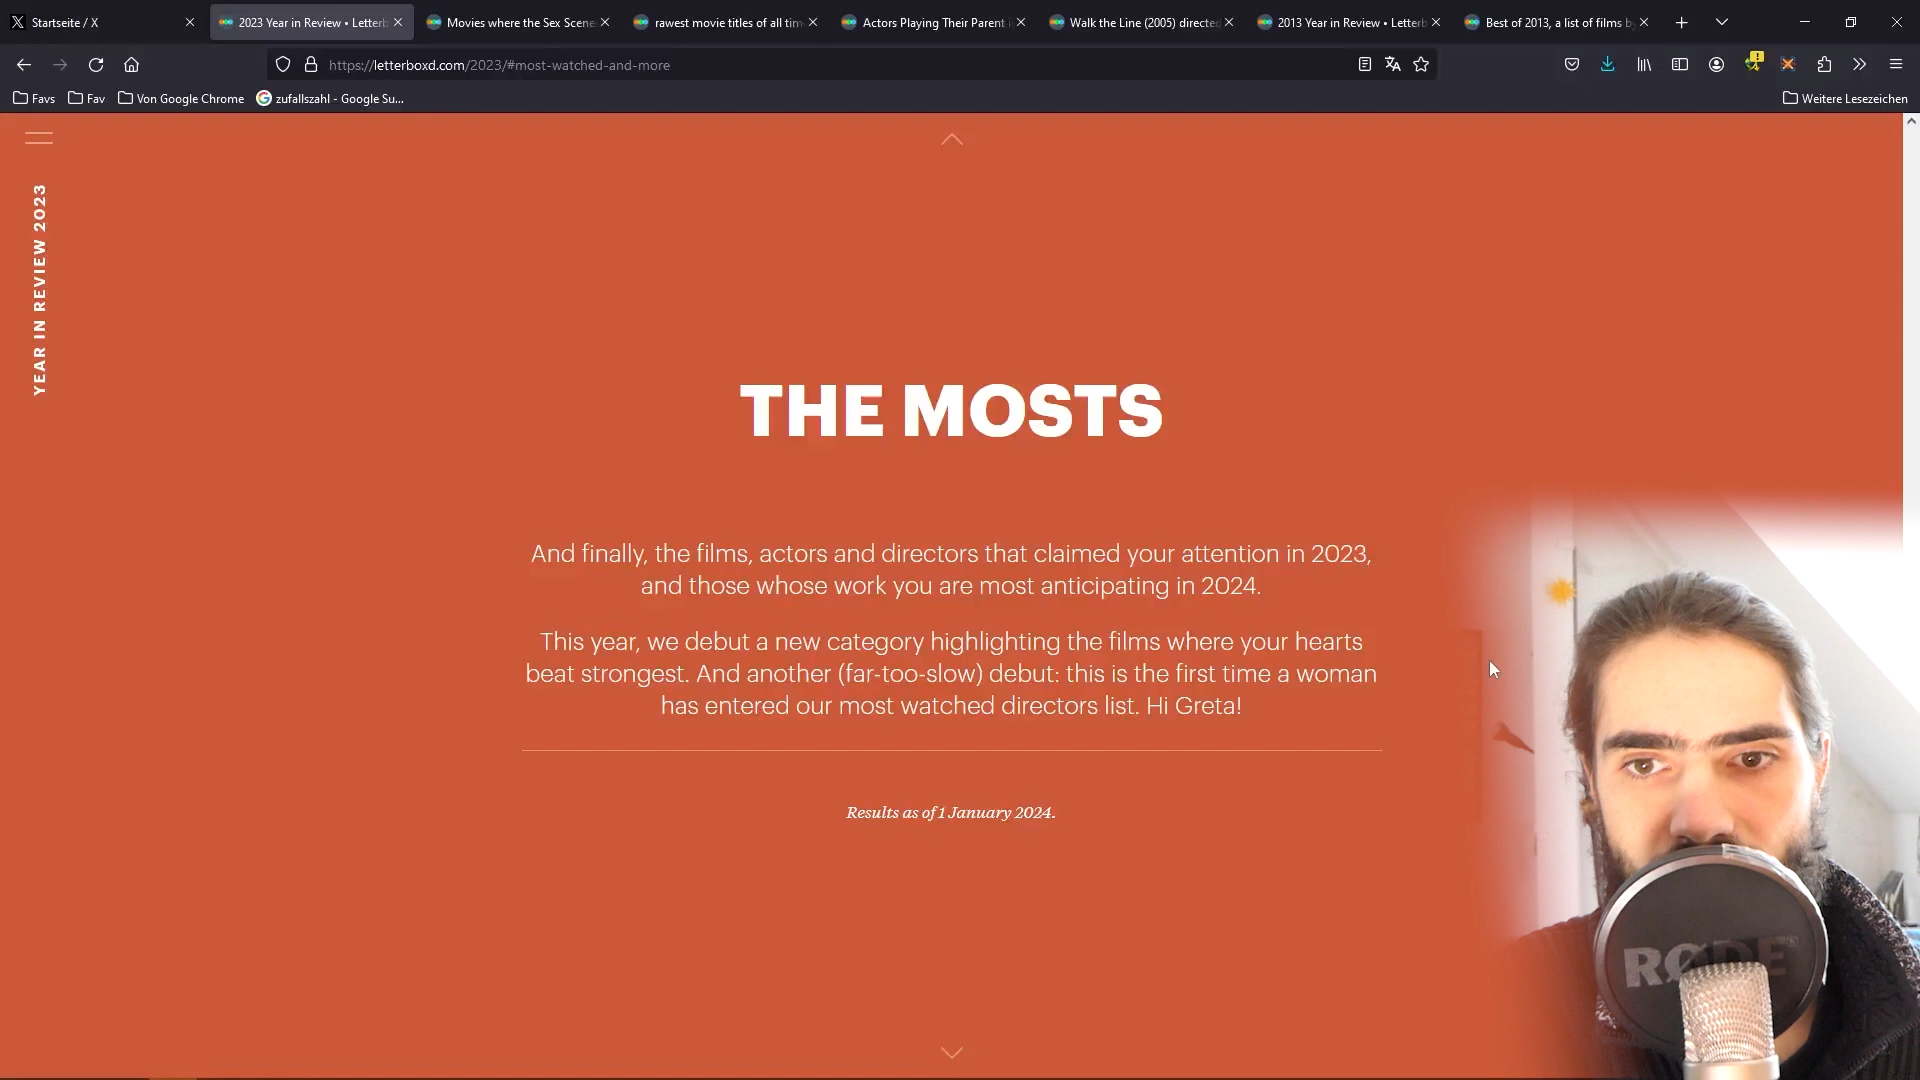 Startseite / X
2023 Year in Review • Letterb
Movies where the Sex Scene
rawest movie titles of all tim
Actors Playing Their Parent
Walk the Line (2005) directed
2013 Year in Review • Letterb
Best of 2013, a list of films by
https://letterboxd.com/2023/#most-watched-and-more
Favs
Fav
Von Google Chrome
zufallszahl - Google Su...
Weitere Lesezeichen
YEAR IN REVIEW 2023
THE MOSTS
And finally, the films, actors and directors that claimed your attention in 2023,
and those whose work you are most anticipating in 2024.
This year, we debut a new category highlighting the films where your hearts
beat strongest. And another (far-too-slow) debut: this is the first time a woman
has entered our most watched directors list. Hi Greta!
Results as of 1 January 2024.
RØDE